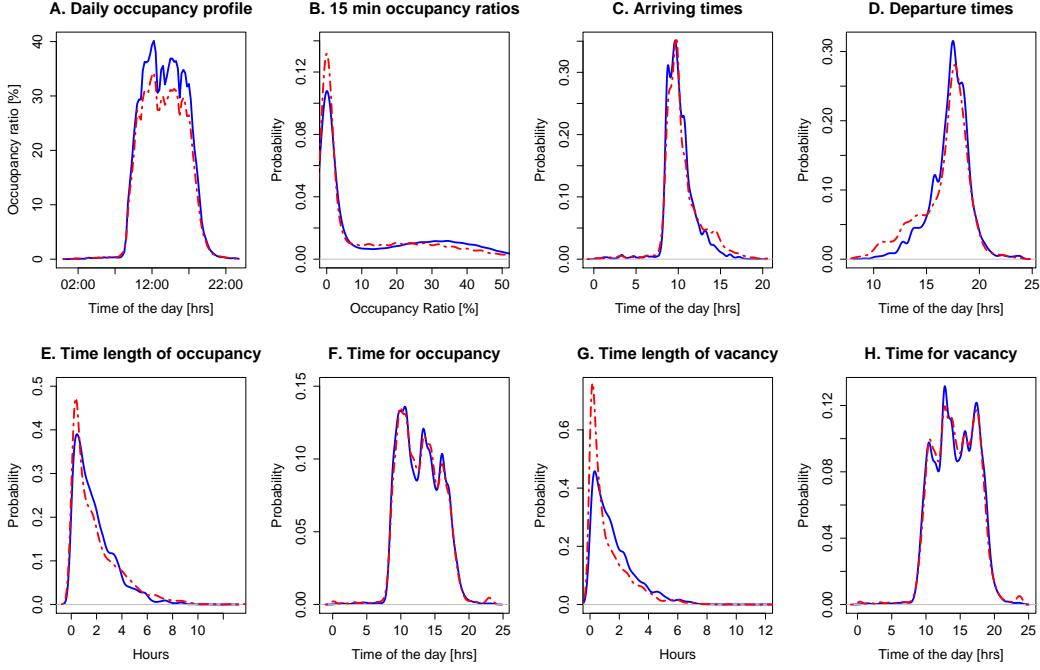 A. Daily occupancy profile
Occuopancy ratio [%]
40
30
20
10
0
02:00
12:00
22:00
Time of the day [hrs]
B. 15 min occupancy ratios
Probability
0.12
0.08
0.04
0.00
0 10 20 30 40 50
Occupancy Ratio [%]
C. Arriving times
Probability
0.30
0.20
0.10
0.00
0 5 10 15 20
Time of the day [hrs]
D. Departure times
Probability
0.30
0.20
0.10
0.00
10 15 20 25
Time of the day [hrs]
E. Time length of occupancy
Probability
0.5
0.4
0.3
0.2
0.1
0.0
0 2 4 6 8 10
Hours
F. Time for occupancy
Probability
0.15
0.10
0.05
0.00
0 5 10 15 20 25
Time of the day [hrs]
G. Time length of vacancy
Probability
0.6
0.4
0.2
0.0
0 2 4 6 8 10 12
Hours
H. Time for vacancy
Probability
0.12
0.08
0.04
0.00
0 5 10 15 20 25
Time of the day [hrs]